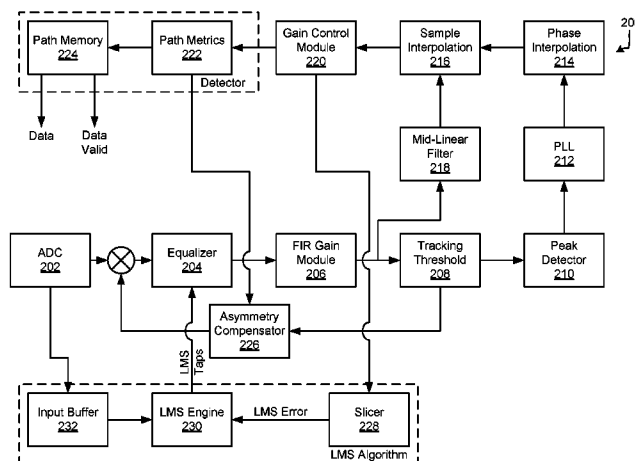 20
Path Memory
224
Path Metrics
222
Gain Control
Module
220
Sample
Interpolation
216
Phase
Interpolation
214
Detector
Data
Data
Valid
Mid-Linear
Filter
218
PLL
212
ADC
202
Equalizer
204
FIR Gain
Module
206
Tracking
Threshold
208
Peak
Detector
210
Asymmetry
Compensator
226
LMS
Taps
Input Buffer
232
LMS Engine
230
LMS Error
Slicer
228
LMS Algorithm